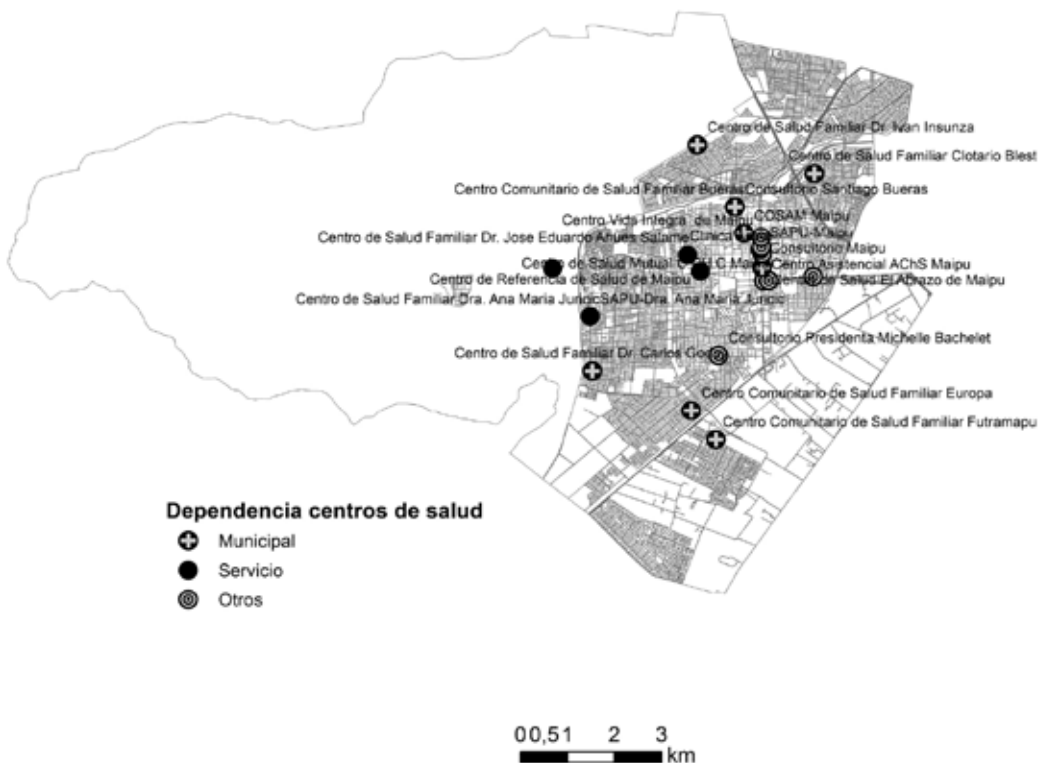 Centro de Salud Familiar Dr. Ivan Insunza
Centro de Salud Familiar Clotario Blest
Centro Comunitario de Salud Familiar Bueras
Consultorio Santiago Bueras
COSAM Maipu
Centro Vida Integral de Maipu
SAPU-Maipu
Centro de Salud Familiar Dr. Jose Eduardo Ahues Salame
Clinica
Consultorio Maipu
Centro de Salud Mutual
Centro Asistencial AChS Maipu
Centro de Referencia de Salud de Maipu
de Salud El Abrazo de Maipu
Centro de Salud Familiar Dra. Ana Maria Juricic
SAPU-Dra. Ana Maria Juricic
Consultorio Presidenta Michelle Bachelet
Centro de Salud Familiar Dr. Carlos
Centro Comunitario de Salud Familiar Europa
Centro Comunitario de Salud Familiar Futramapu
Dependencia centros de salud
Municipal
Servicio
Otros
0 0,5 1 2 3
km